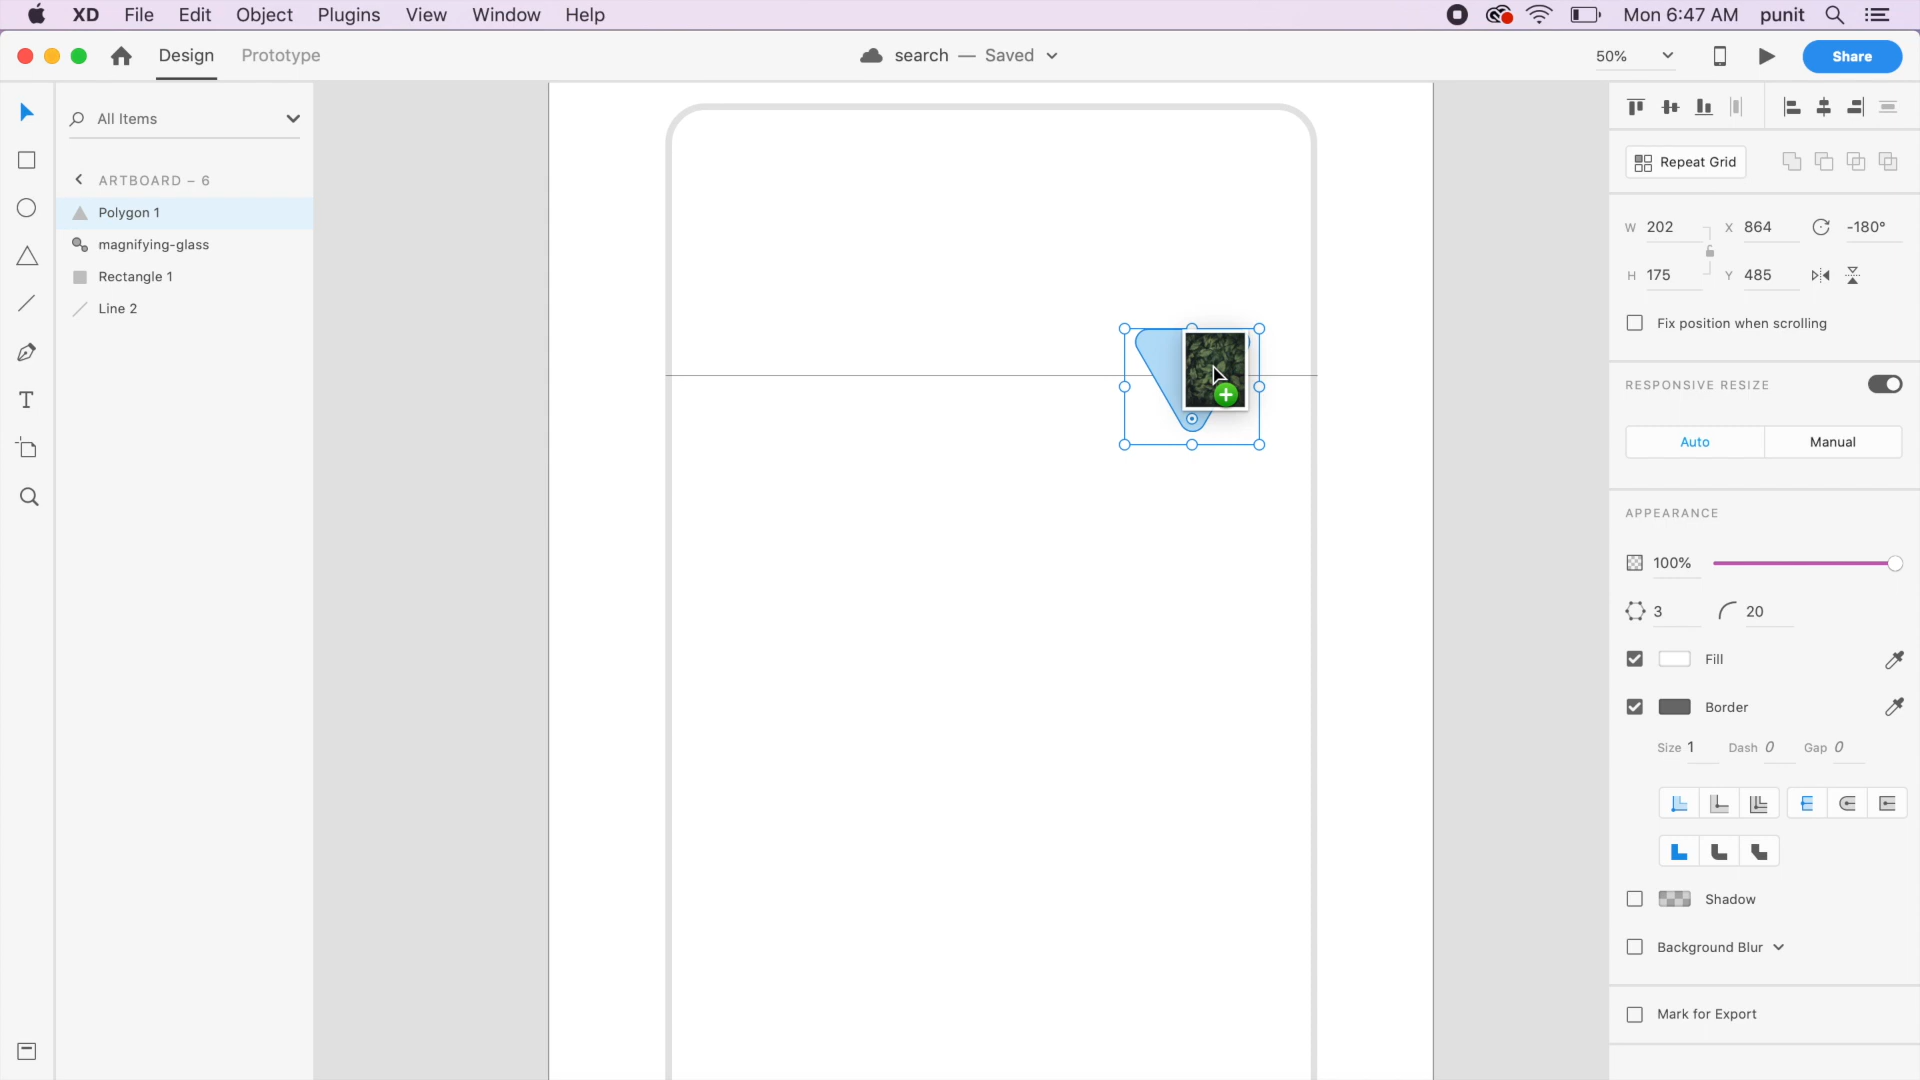 XD File Edit Object Plugins View Window Help Mon 6:47 AM punit
Design Prototype search — Saved 50% Share
All Items
ARTBOARD – 6
Polygon 1
magnifying-glass
Rectangle 1
Line 2
Repeat Grid
W 202 X 864 -180°
H 175 Y 485
Fix position when scrolling
RESPONSIVE RESIZE
Auto Manual
APPEARANCE
100%
3 20
Fill
Border
Size 1 Dash 0 Gap 0
Shadow
Background Blur
Mark for Export